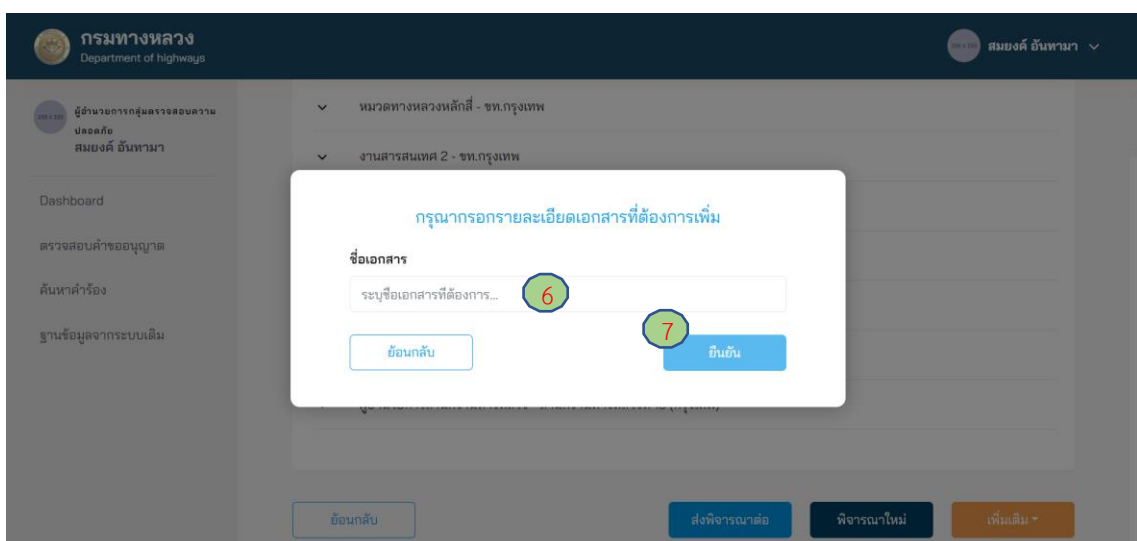 กรมทางหลวง
Department of highways
สมยงค์ อันทามา
ผู้อำนวยการกลุ่มตรวจสอบความ
ปลอดภัย
สมยงค์ อันทามา
Dashboard
ตรวจสอบคำขออนุญาต
ค้นหาคำร้อง
ฐานข้อมูลจากระบบเดิม
หมวดทางหลวงหลักสี่ - ขท.กรุงเทพ
งานสารสนเทศ 2 - ขท.กรุงเทพ
กรุณากรอกรายละเอียดเอกสารที่ต้องการเพิ่ม
ชื่อเอกสาร
ระบุชื่อเอกสารที่ต้องการ... 6
7
ย้อนกลับ ยืนยัน
ย้อนกลับ ส่งพิจารณาต่อ พิจารณาใหม่ เพิ่มเติม